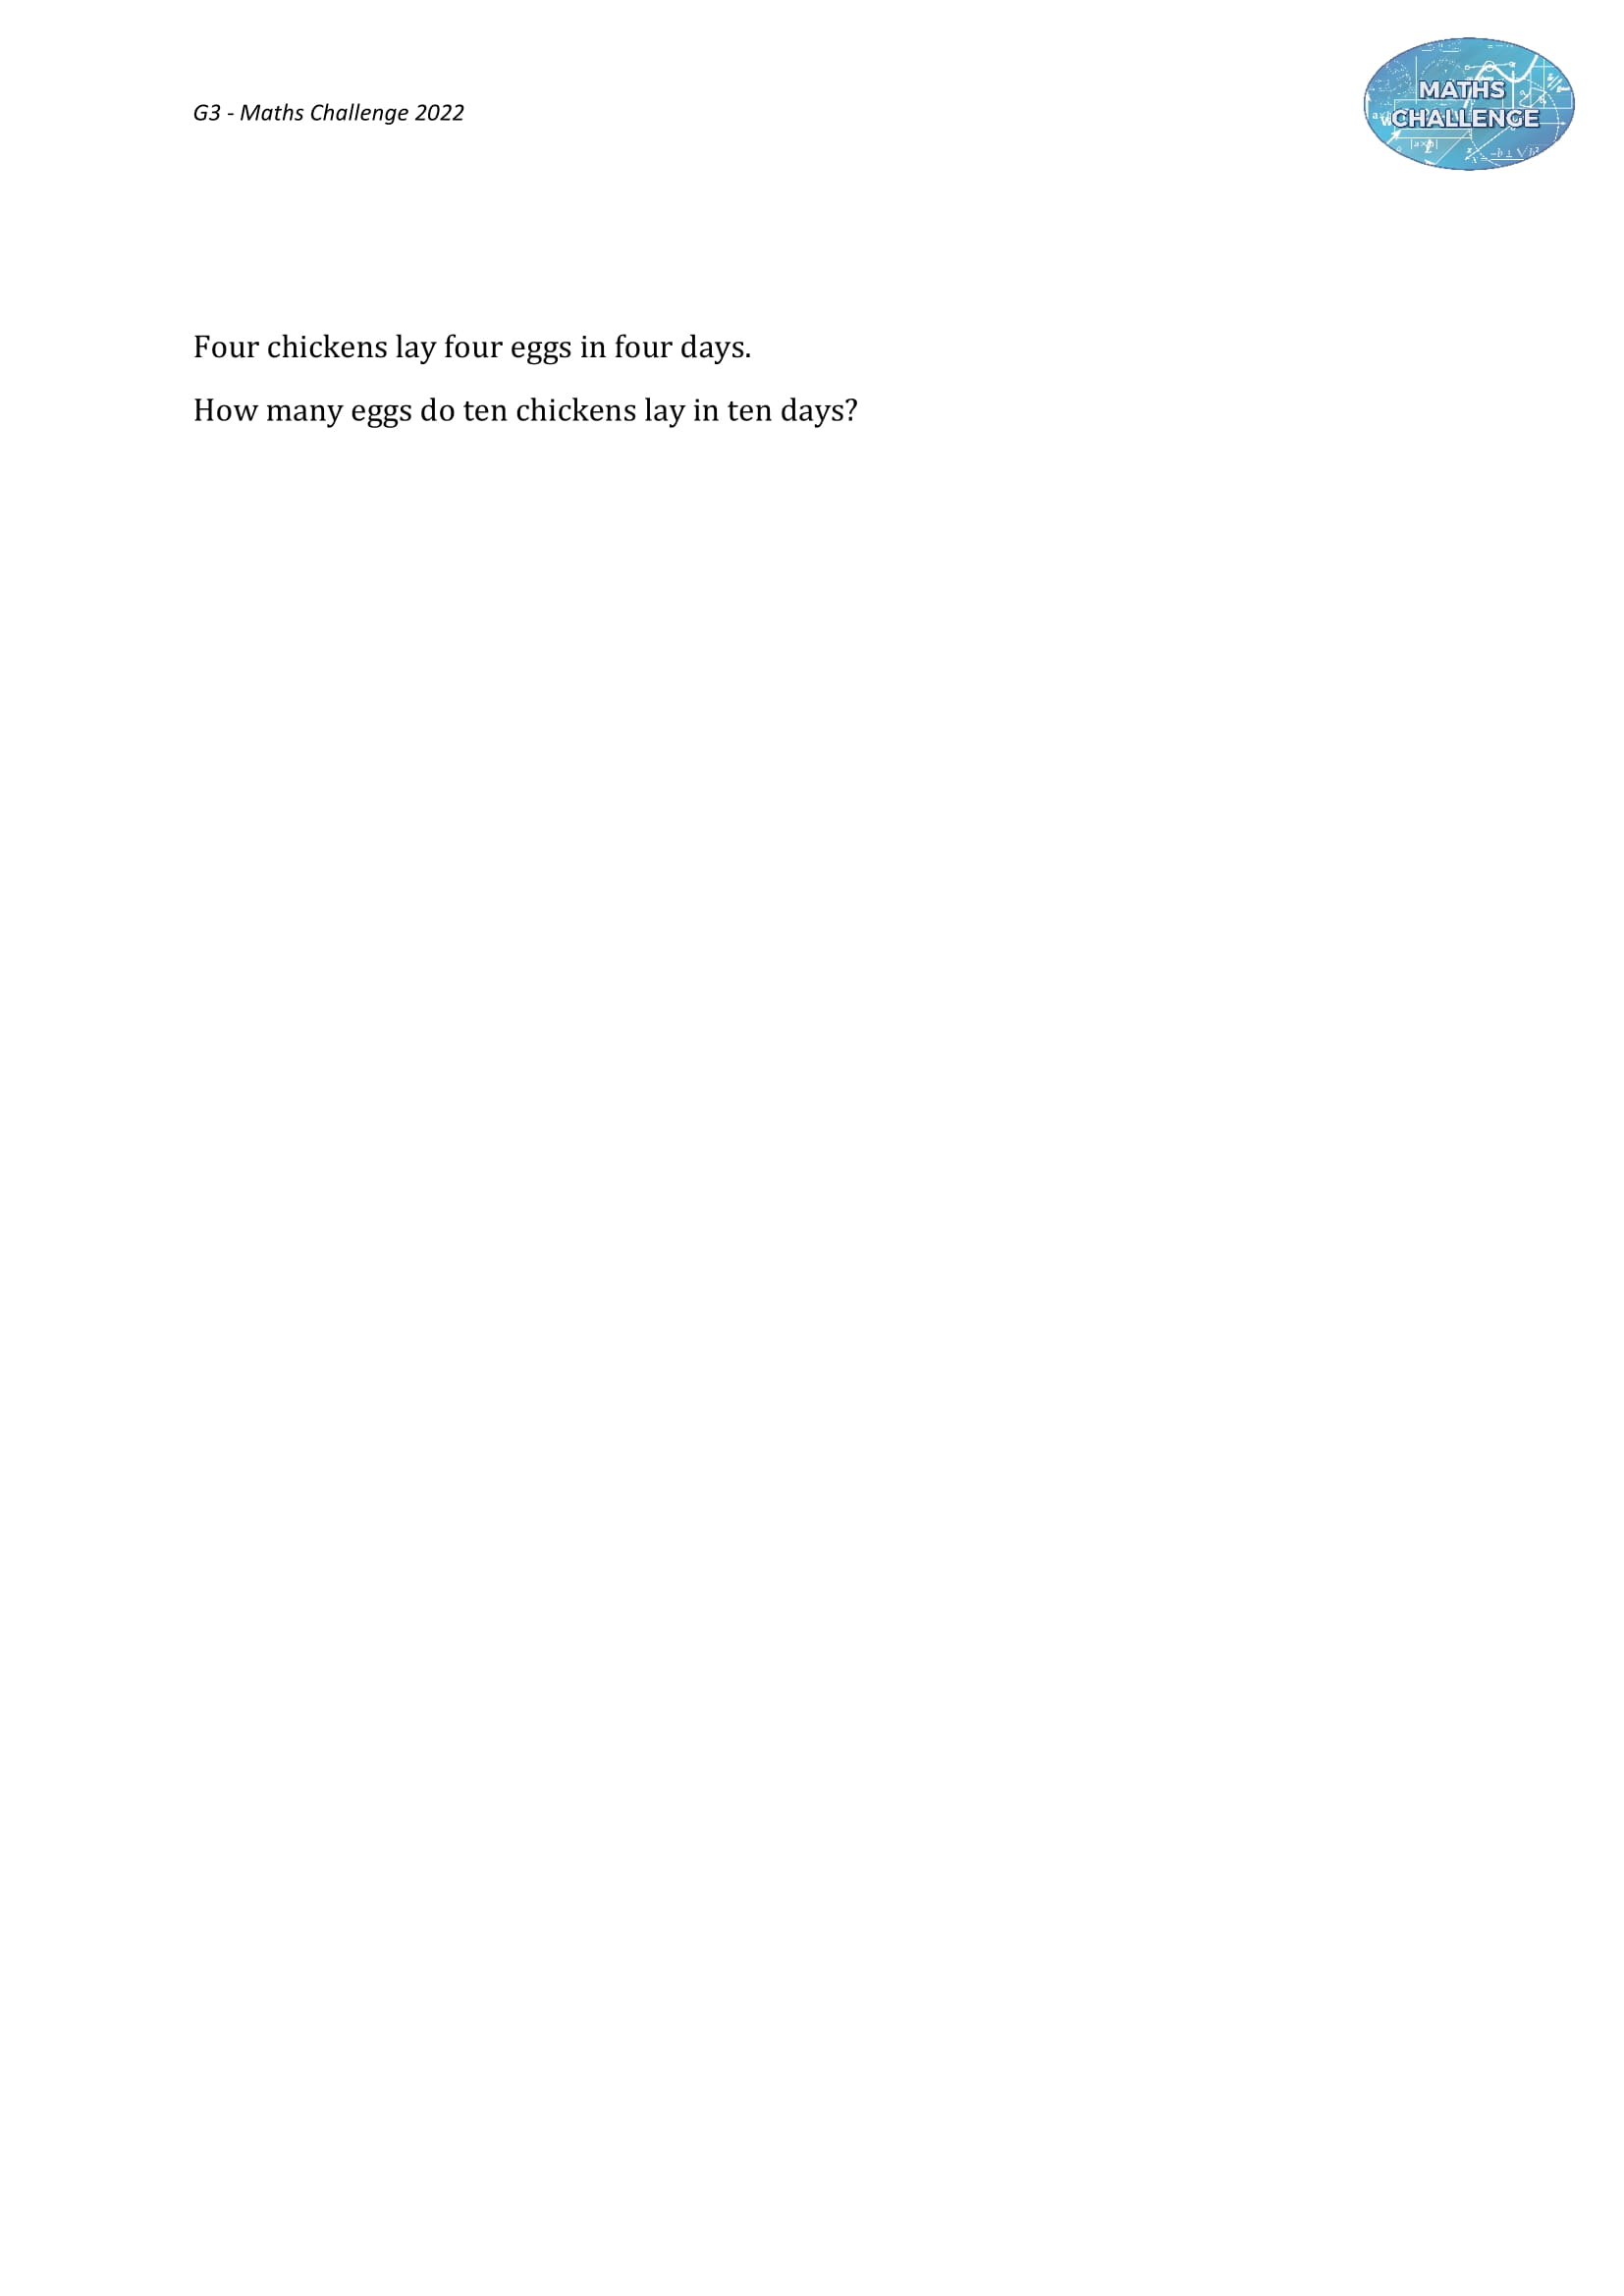 G3 - Maths Challenge 2022
MATHS
CHALLENGE
Four chickens lay four eggs in four days.
How many eggs do ten chickens lay in ten days?